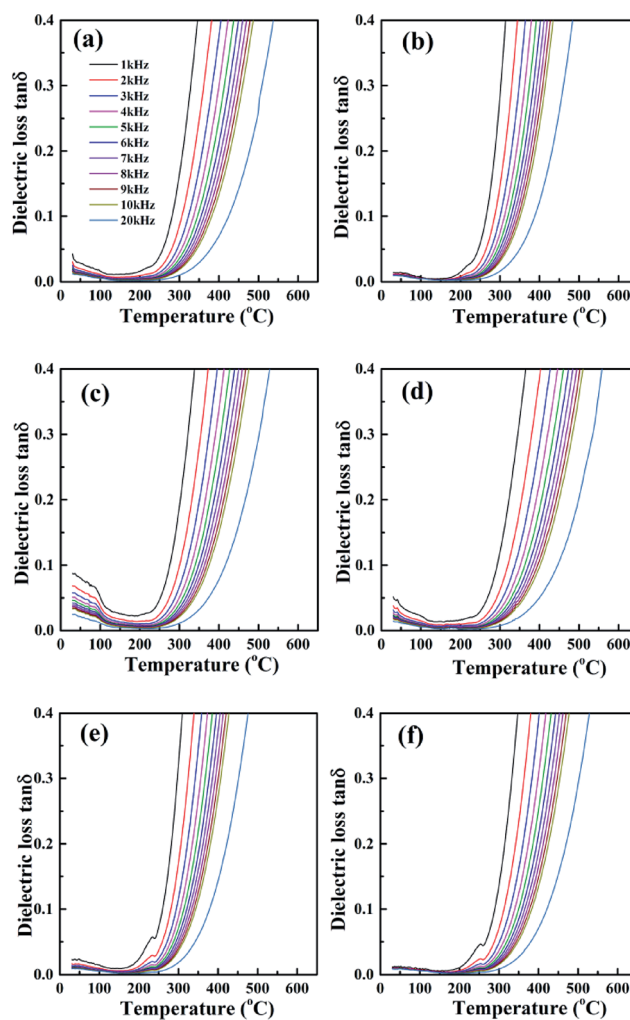 (a)
Dielectric loss tanδ
0.4
0.3
0.2
0.1
0.0
1kHz
2kHz
3kHz
4kHz
5kHz
6kHz
7kHz
8kHz
9kHz
10kHz
20kHz
0 100 200 300 400 500 600
Temperature (°C)
(b)
Dielectric loss tanδ
0.4
0.3
0.2
0.1
0.0
0 100 200 300 400 500 600
Temperature (°C)
(c)
Dielectric loss tanδ
0.4
0.3
0.2
0.1
0.0
0 100 200 300 400 500 600
Temperature (°C)
(d)
Dielectric loss tanδ
0.4
0.3
0.2
0.1
0.0
0 100 200 300 400 500 600
Temperature (°C)
(e)
Dielectric loss tanδ
0.4
0.3
0.2
0.1
0.0
0 100 200 300 400 500 600
Temperature (°C)
(f)
Dielectric loss tanδ
0.4
0.3
0.2
0.1
0.0
0 100 200 300 400 500 600
Temperature (°C)